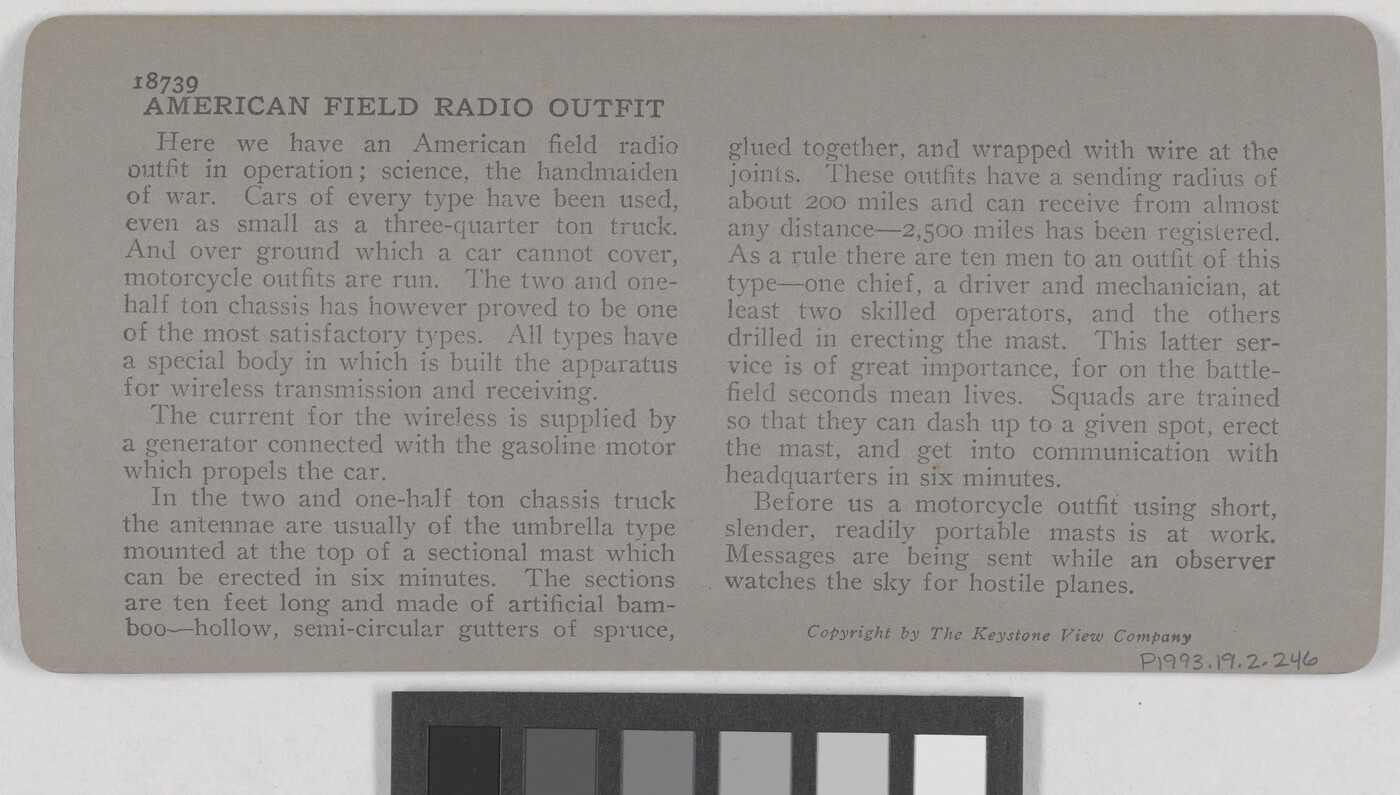 18739
AMERICAN FIELD RADIO OUTFIT
Here we have an American field radio
outfit in operation; science, the handmaiden
of war. Cars of every type have been used,
even as small as a three-quarter ton truck.
And over ground which a car cannot cover,
motorcycle outfits are run. The two and one-
half ton chassis has however proved to be one
of the most satisfactory types. All types have
a special body in which is built the apparatus
for wireless transmission and receiving.
The current for the wireless is supplied by
a generator connected with the gasoline motor
which propels the car.
In the two and one-half ton chassis truck
the antennae are usually of the umbrella type
mounted at the top of a sectional mast which
can be erected in six minutes. The sections
are ten feet long and made of artificial bam-
boo—hollow, semi-circular gutters of spruce,
glued together, and wrapped with wire at the
joints. These outfits have a sending radius of
about 200 miles and can receive from almost
any distance—2,500 miles has been registered.
As a rule there are ten men to an outfit of this
type—one chief, a driver and mechanician, at
least two skilled operators, and the others
drilled in erecting the mast. This latter ser-
vice is of great importance, for on the battle-
field seconds mean lives. Squads are trained
so that they can dash up to a given spot, erect
the mast, and get into communication with
headquarters in six minutes.
Before us a motorcycle outfit using short,
slender, readily portable masts is at work.
Messages are being sent while an observer
watches the sky for hostile planes.
Copyright by The Keystone View Company
P1993.19.2.246